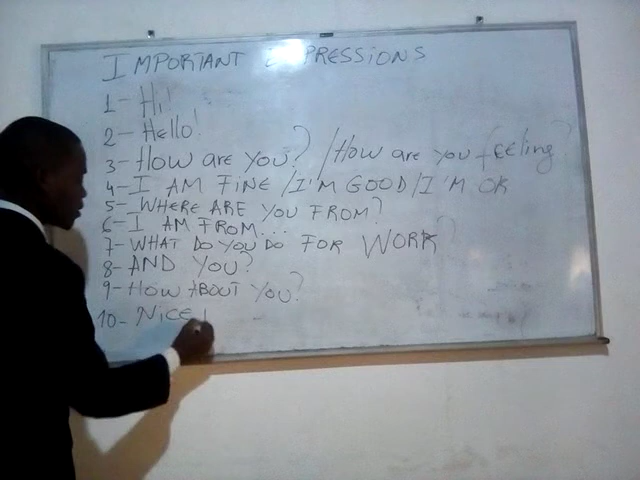 IMPORTANT EXPRESSIONS
1- Hi!
2- Hello!
3- How are you? /How are you feeling?
4- I AM FINE /I'M GOOD/I'M OK
5- WHERE ARE YOU FROM?
6- I AM FROM...
7- WHAT DO YOU DO FOR WORK?
8- AND YOU?
9- HOW ABOUT YOU?
10- NICE